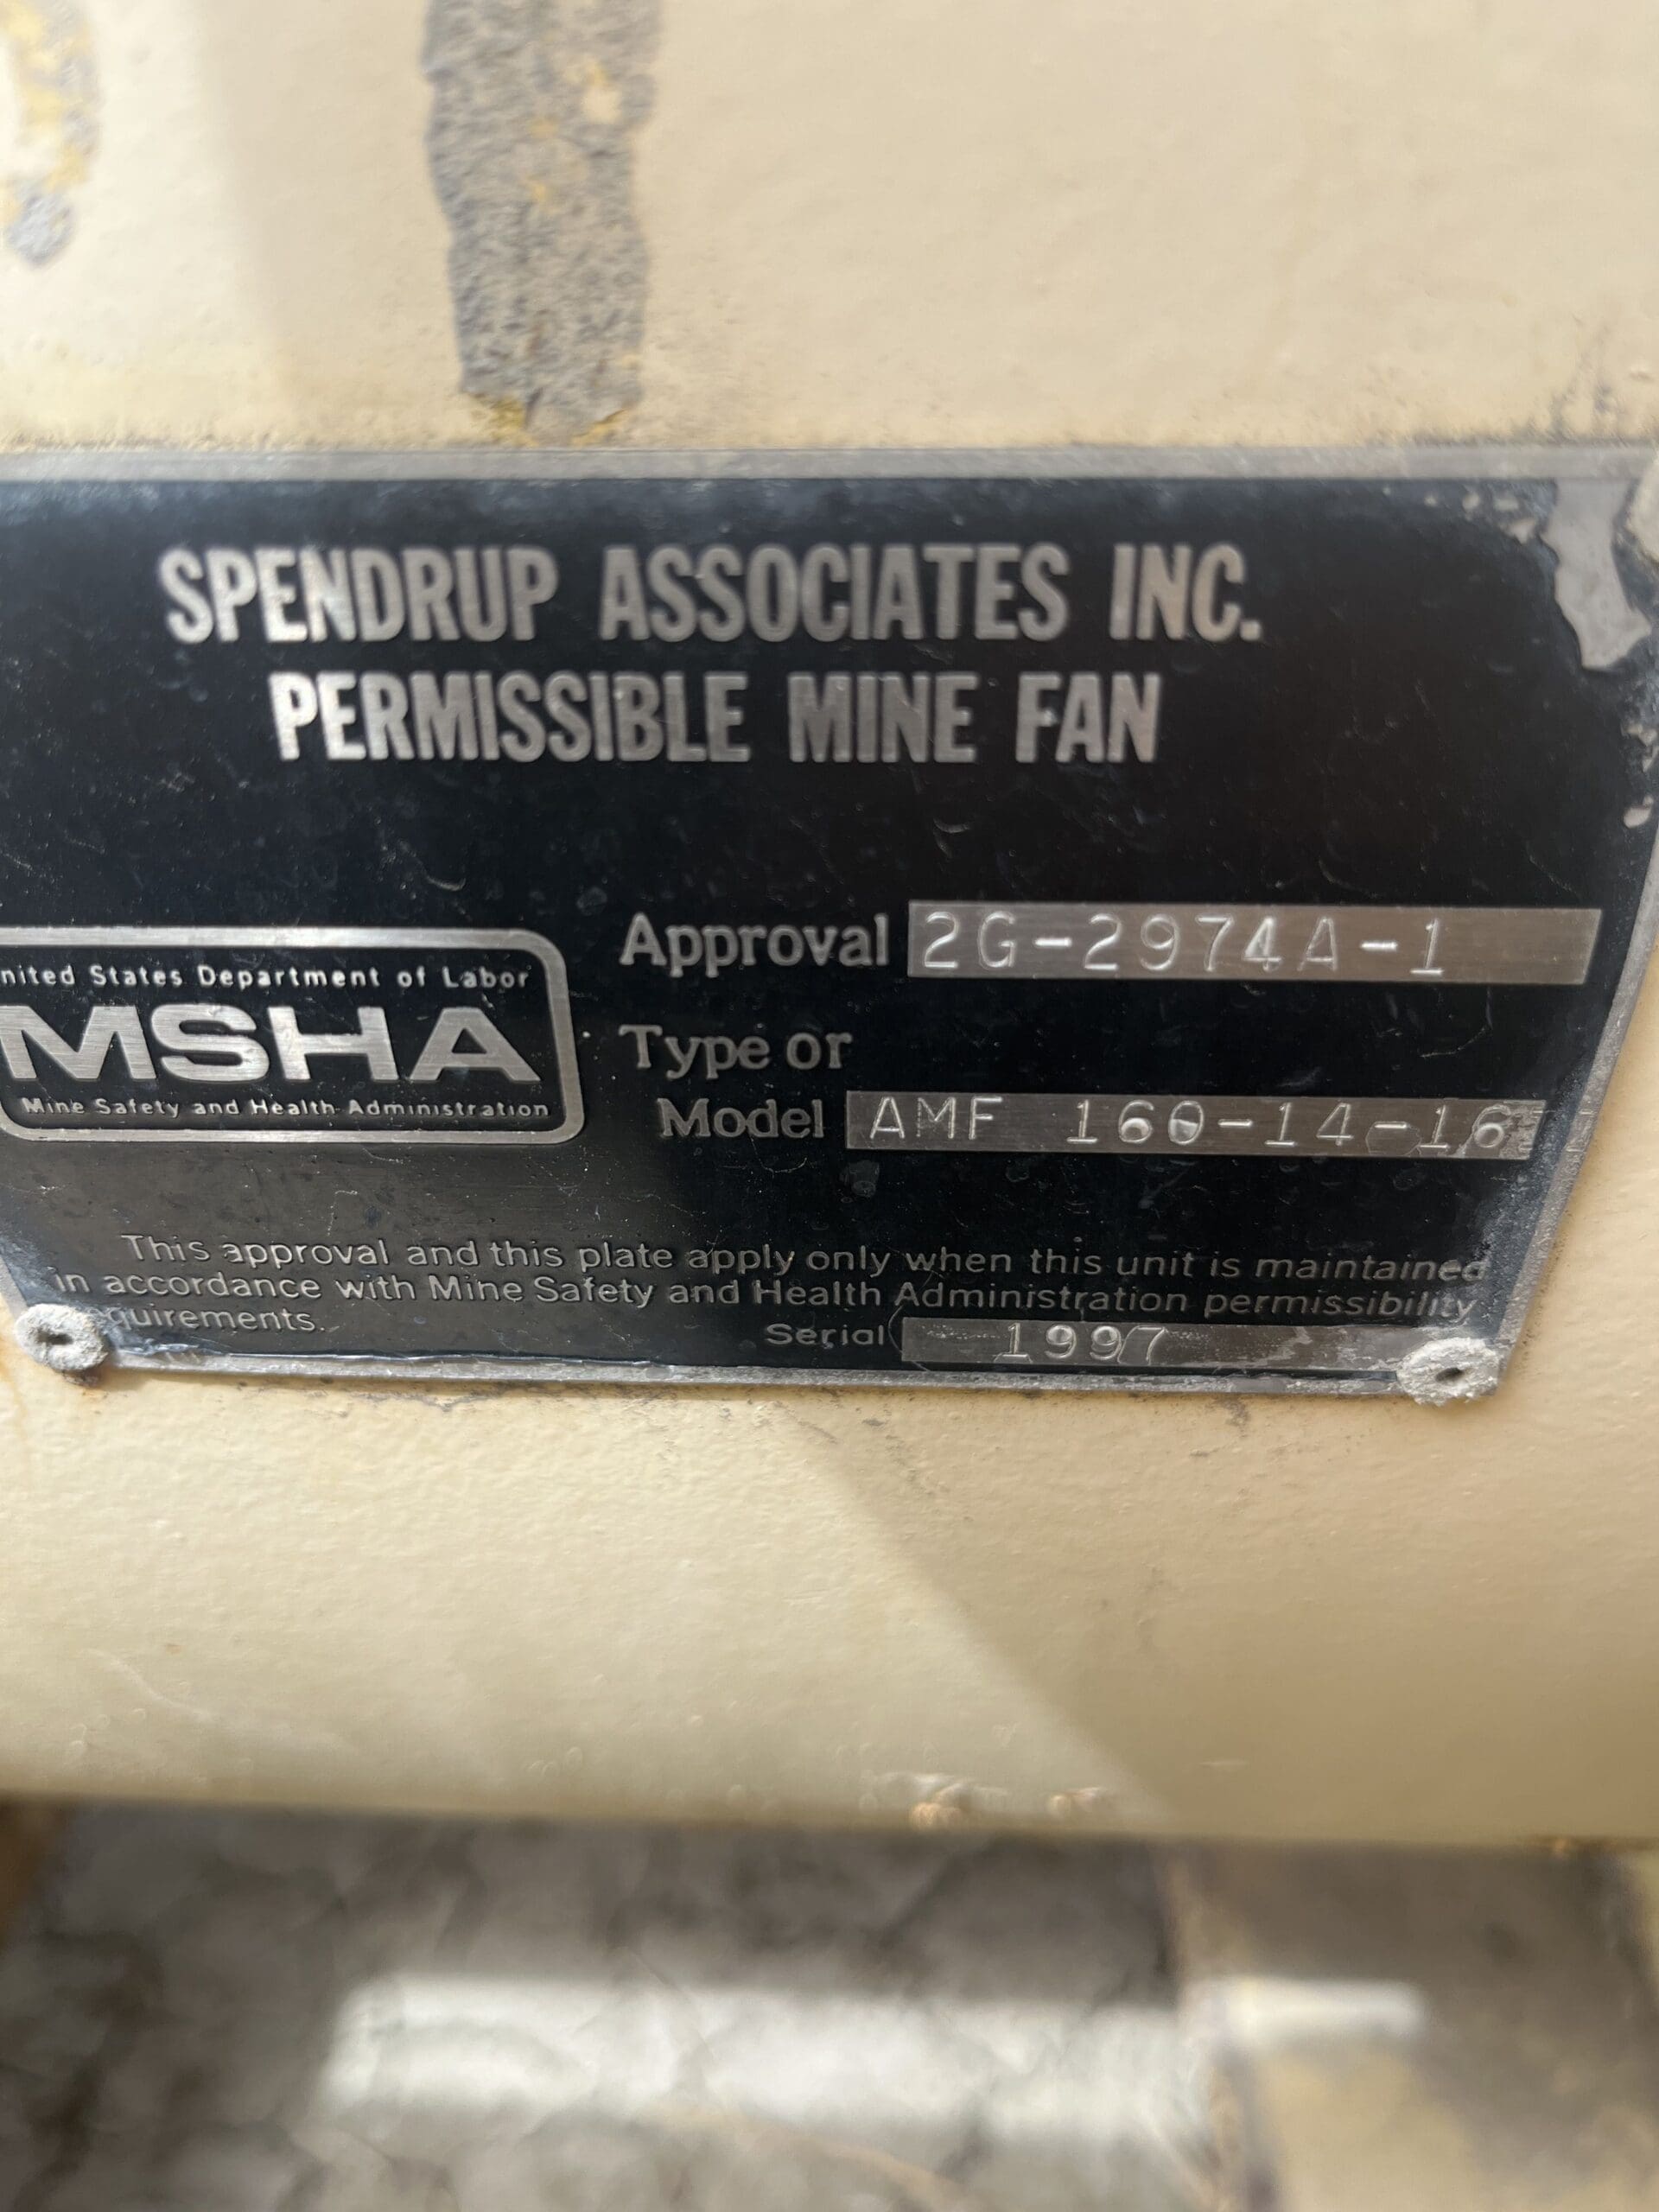 SPENDRUP ASSOCIATES INC.
PERMISSIBLE MINE FAN
nited States Department of Labor
MSHA
Mine Safety and Health Administration
Approval 2G-2974A-1
Type or
Model AMF 160-14-16
This approval and this plate apply only when this unit is maintained
in accordance with Mine Safety and Health Administration permissibility
quirements.
Serial 1997